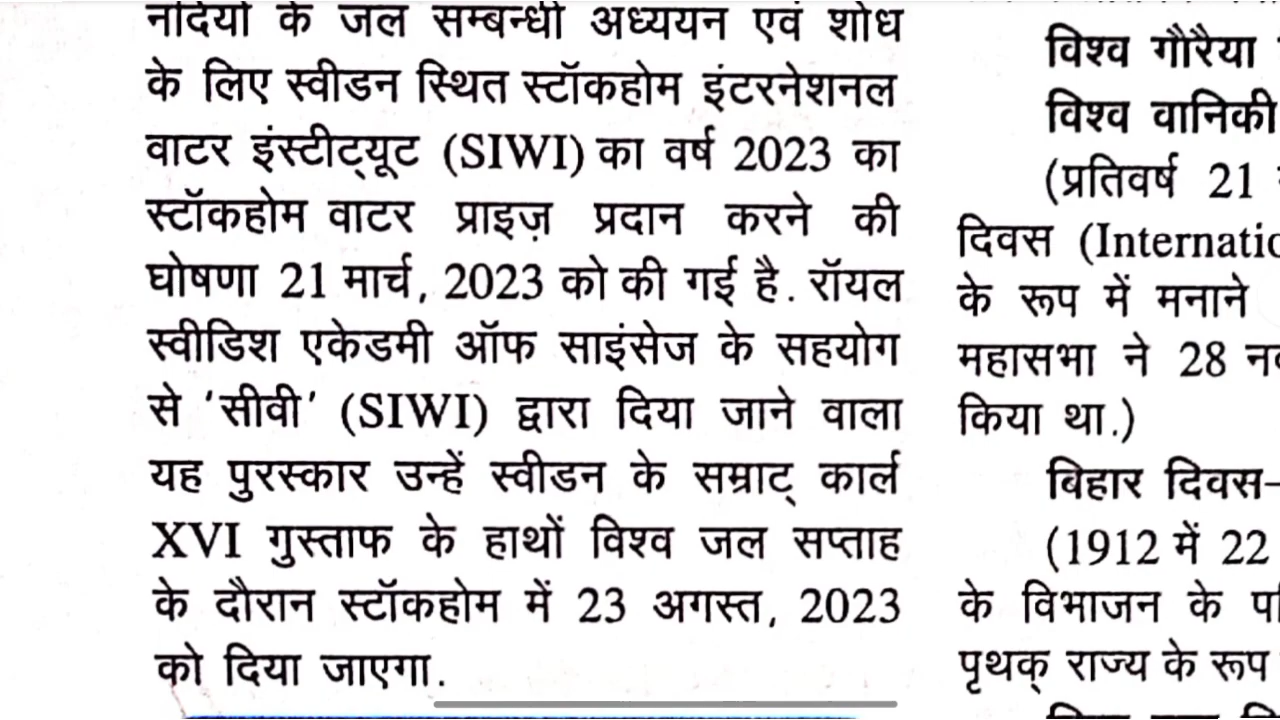 नदियों के जल सम्बन्धी अध्ययन एवं शोध
के लिए स्वीडन स्थित स्टॉकहोम इंटरनेशनल
वाटर इंस्टीट्यूट (SIWI) का वर्ष 2023 का
स्टॉकहोम वाटर प्राइज़ प्रदान करने की
घोषणा 21 मार्च, 2023 को की गई है. रॉयल
स्वीडिश एकेडमी ऑफ साइंसेज के सहयोग
से 'सीवी' (SIWI) द्वारा दिया जाने वाला
यह पुरस्कार उन्हें स्वीडन के सम्राट् कार्ल
XVI गुस्ताफ के हाथों विश्व जल सप्ताह
के दौरान स्टॉकहोम में 23 अगस्त, 2023
को दिया जाएगा.
विश्व गौरैया
विश्व वानिकी
(प्रतिवर्ष 21
दिवस (Internatio
के रूप में मनाने
महासभा ने 28 नव
किया था.)
बिहार दिवस–
(1912 में 22
के विभाजन के
पृथक् राज्य के रूप